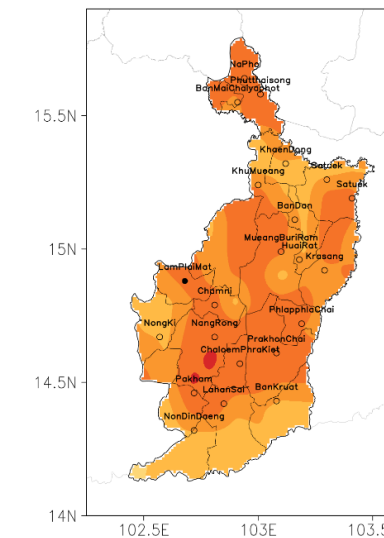 NaPho
Phutthaisong
BanMaiChaiyaphot
15.5N
KhaenDong
KhuMueang
Satuek
Satuek
BanDan
MueangBuriRam
HuaiRat
15N
Krasang
LamPlaiMat
Chamni
PhlapphlaChai
NongKi
NangRong
PrakhonChai
ChaloemPhraKiat
14.5N
Pakham
LahanSai
BanKruat
NonDinDaeng
14N
102.5E
103E
103.5